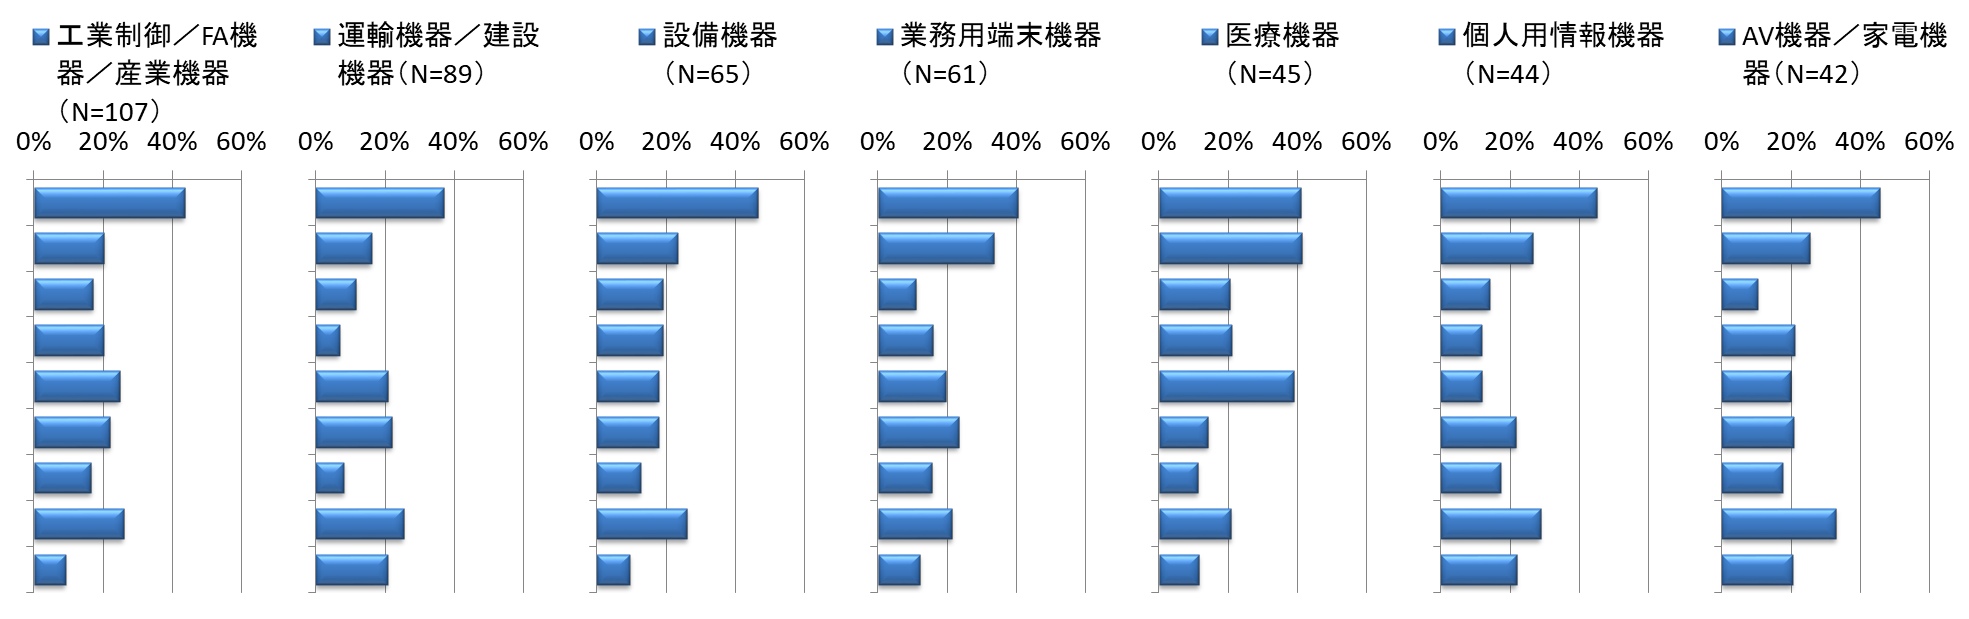 工業制御／FA機
器／産業機器
（N=107）
0% 20% 40% 60%
運輸機器／建設
機器（N=89）
0% 20% 40% 60%
設備機器
（N=65）
0% 20% 40% 60%
業務用端末機器
（N=61）
0% 20% 40% 60%
医療機器
（N=45）
0% 20% 40% 60%
個人用情報機器
（N=44）
0% 20% 40% 60%
AV機器／家電機
器（N=42）
0% 20% 40% 60%